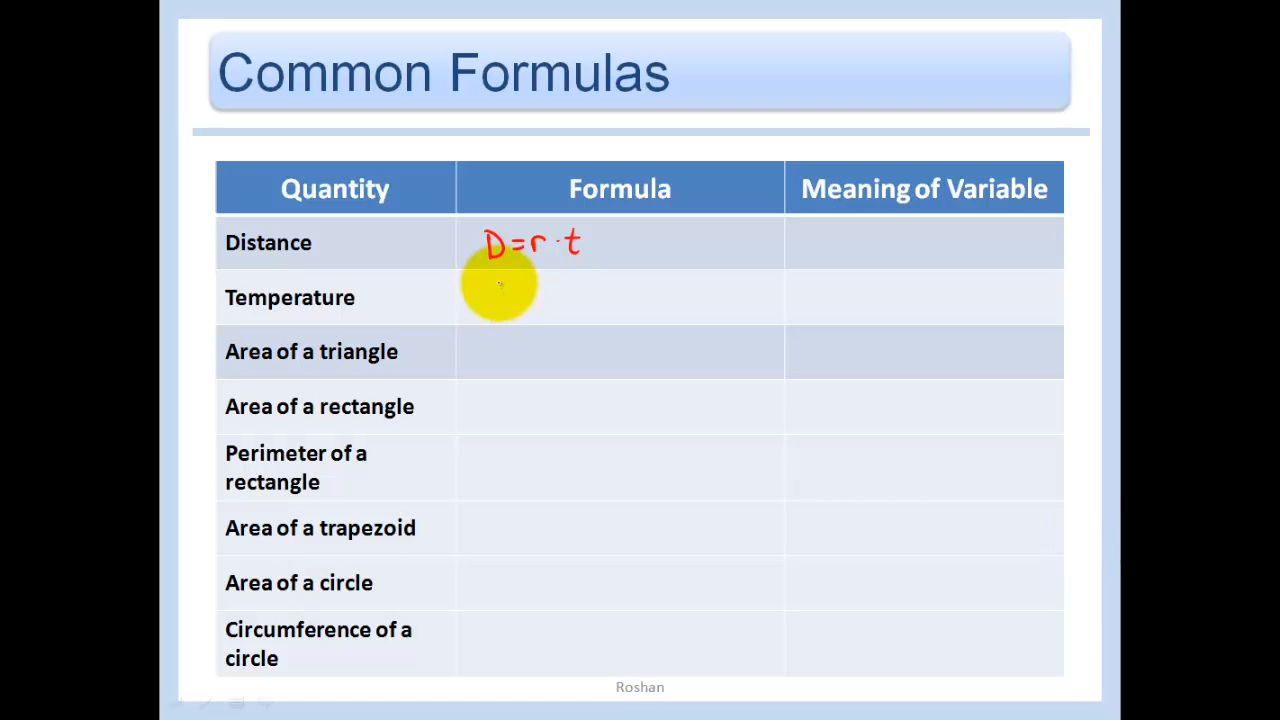 Common Formulas
Quantity Formula Meaning of Variable
Distance D = r · t
Temperature
Area of a triangle
Area of a rectangle
Perimeter of a
rectangle
Area of a trapezoid
Area of a circle
Circumference of a
circle
Roshan